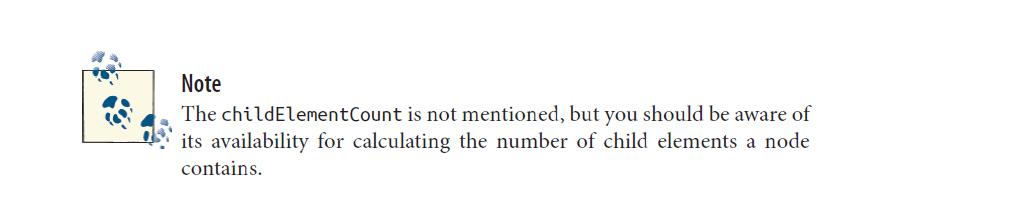 Note
The childElementCount is not mentioned, but you should be aware of
its availability for calculating the number of child elements a node
contains.